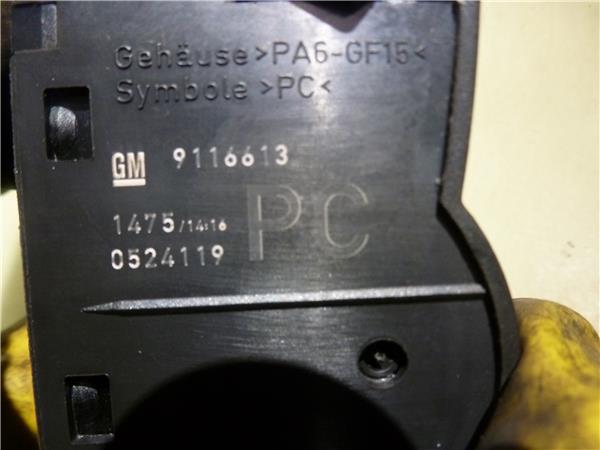 Gehäuse >PA6-GF15<
Symbole >PC<
GM 9116613
1475/14:16
PC
0524119